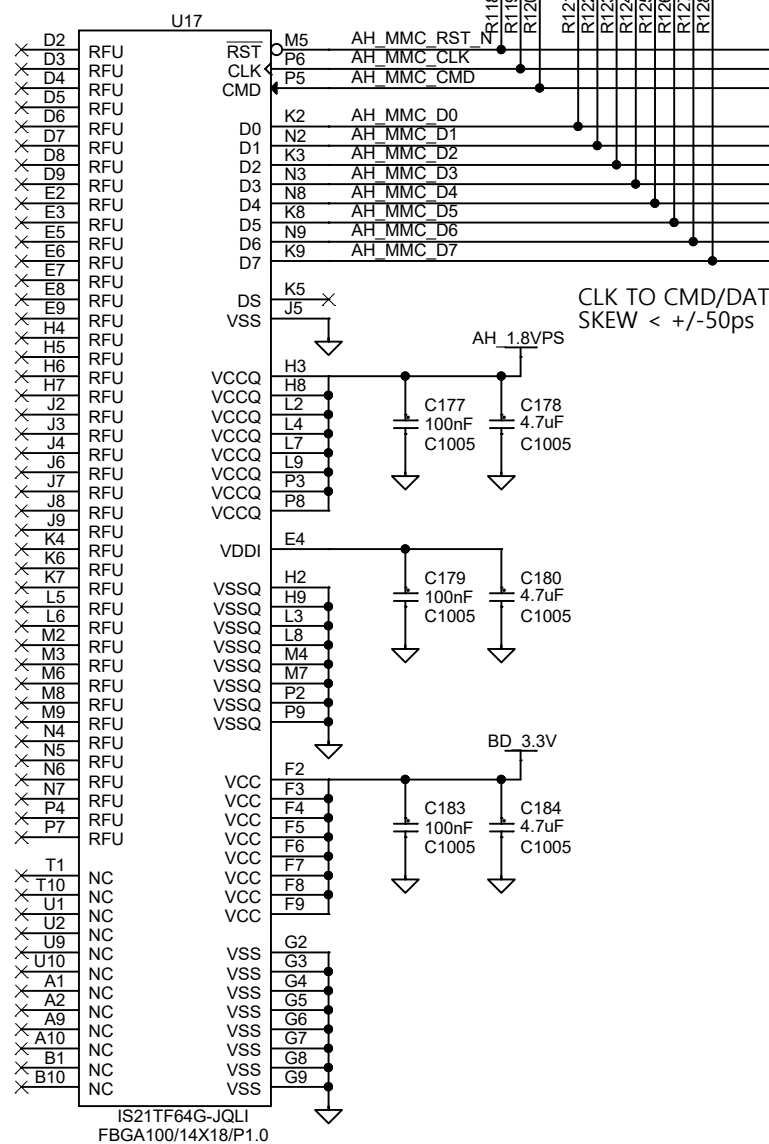 U17
R118 R119 R120 R121 R122 R123 R124 R125 R126 R127 R128
D2 RFU RST M5 AH_MMC_RST_N
D3 RFU CLK P6 AH_MMC_CLK
D4 RFU CMD P5 AH_MMC_CMD
D5 RFU
D6 RFU D0 K2 AH_MMC_D0
D7 RFU D1 N2 AH_MMC_D1
D8 RFU D2 K3 AH_MMC_D2
D9 RFU D3 N3 AH_MMC_D3
E2 RFU D4 N8 AH_MMC_D4
E3 RFU D5 K8 AH_MMC_D5
E5 RFU D6 N9 AH_MMC_D6
E6 RFU D7 K9 AH_MMC_D7
E7 RFU
E8 RFU DS K5
E9 RFU VSS J5
CLK TO CMD/DAT
SKEW < +/-50ps
H4 RFU
H5 RFU
AH_1.8VPS
H6 RFU VCCQ H3
H7 RFU VCCQ H8
J2 RFU VCCQ L2
J3 RFU VCCQ L4
J4 RFU VCCQ L7
J6 RFU VCCQ L9
J7 RFU VCCQ P3
J8 RFU VCCQ P8
C177 C178
100nF 4.7uF
C1005 C1005
J9 RFU
K4 RFU VDDI E4
K6 RFU
C179 C180
100nF 4.7uF
C1005 C1005
K7 RFU VSSQ H2
L5 RFU VSSQ H9
L6 RFU VSSQ L3
M2 RFU VSSQ L8
M3 RFU VSSQ M4
M6 RFU VSSQ M7
M8 RFU VSSQ P2
M9 RFU VSSQ P9
N4 RFU
N5 RFU
BD_3.3V
N6 RFU VCC F2
N7 RFU VCC F3
P4 RFU VCC F4
P7 RFU VCC F5
VCC F6
T1 NC VCC F7
T10 NC VCC F8
U1 NC VCC F9
C183 C184
100nF 4.7uF
C1005 C1005
U2 NC
U9 NC VSS G2
U10 NC VSS G3
A1 NC VSS G4
A2 NC VSS G5
A9 NC VSS G6
A10 NC VSS G7
B1 NC VSS G8
B10 NC VSS G9
IS21TF64G-JQLI
FBGA100/14X18/P1.0